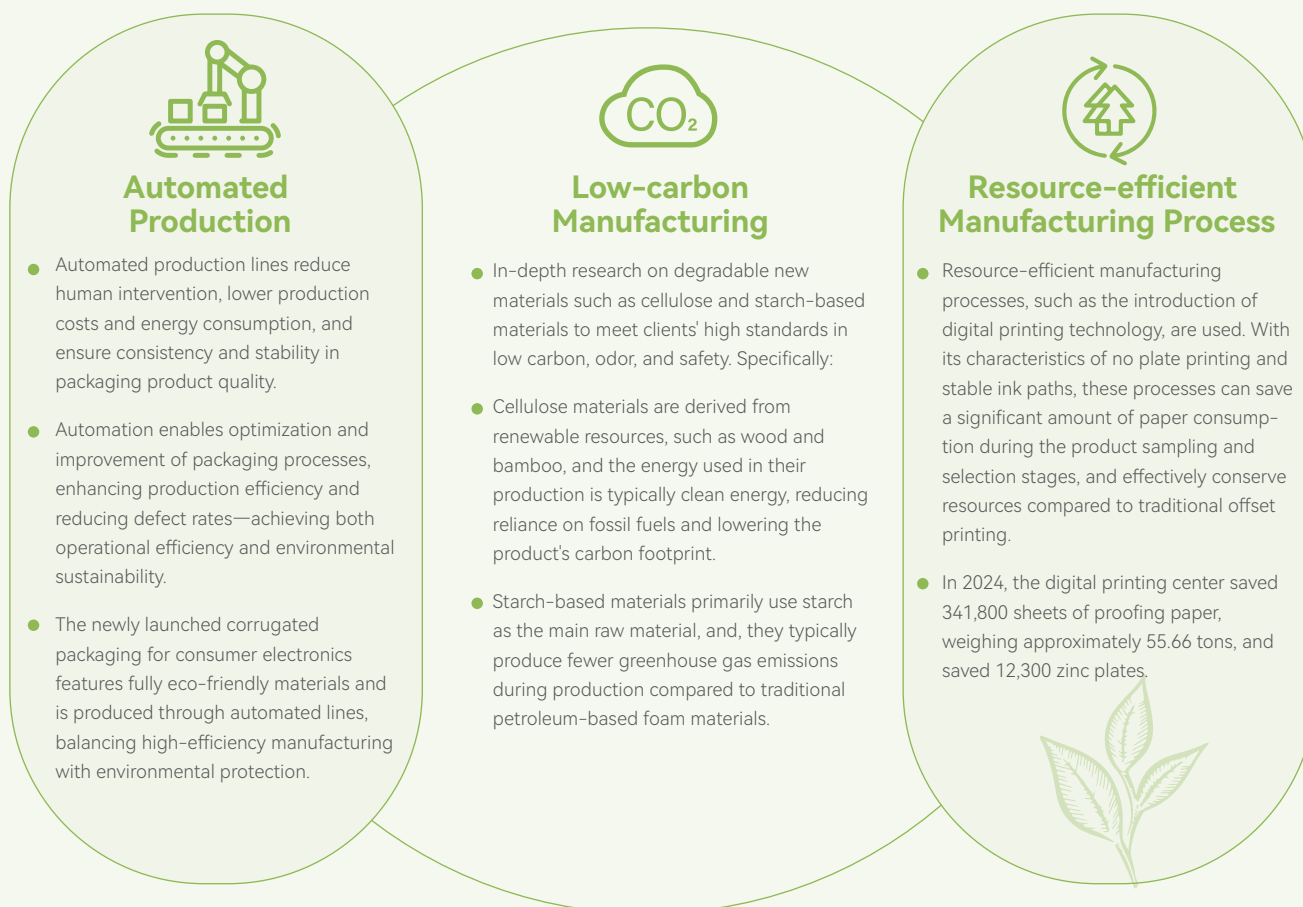 Automated
Production
Automated production lines reduce
human intervention, lower production
costs and energy consumption, and
ensure consistency and stability in
packaging product quality.
Automation enables optimization and
improvement of packaging processes,
enhancing production efficiency and
reducing defect rates—achieving both
operational efficiency and environmental
sustainability.
The newly launched corrugated
packaging for consumer electronics
features fully eco-friendly materials and
is produced through automated lines,
balancing high-efficiency manufacturing
with environmental protection.
CO₂
Low-carbon
Manufacturing
In-depth research on degradable new
materials such as cellulose and starch-based
materials to meet clients' high standards in
low carbon, odor, and safety. Specifically:
Cellulose materials are derived from
renewable resources, such as wood and
bamboo, and the energy used in their
production is typically clean energy, reducing
reliance on fossil fuels and lowering the
product's carbon footprint.
Starch-based materials primarily use starch
as the main raw material, and, they typically
produce fewer greenhouse gas emissions
during production compared to traditional
petroleum-based foam materials.
Resource-efficient
Manufacturing Process
Resource-efficient manufacturing
processes, such as the introduction of
digital printing technology, are used. With
its characteristics of no plate printing and
stable ink paths, these processes can save
a significant amount of paper consump-
tion during the product sampling and
selection stages, and effectively conserve
resources compared to traditional offset
printing.
In 2024, the digital printing center saved
341,800 sheets of proofing paper,
weighing approximately 55.66 tons, and
saved 12,300 zinc plates.